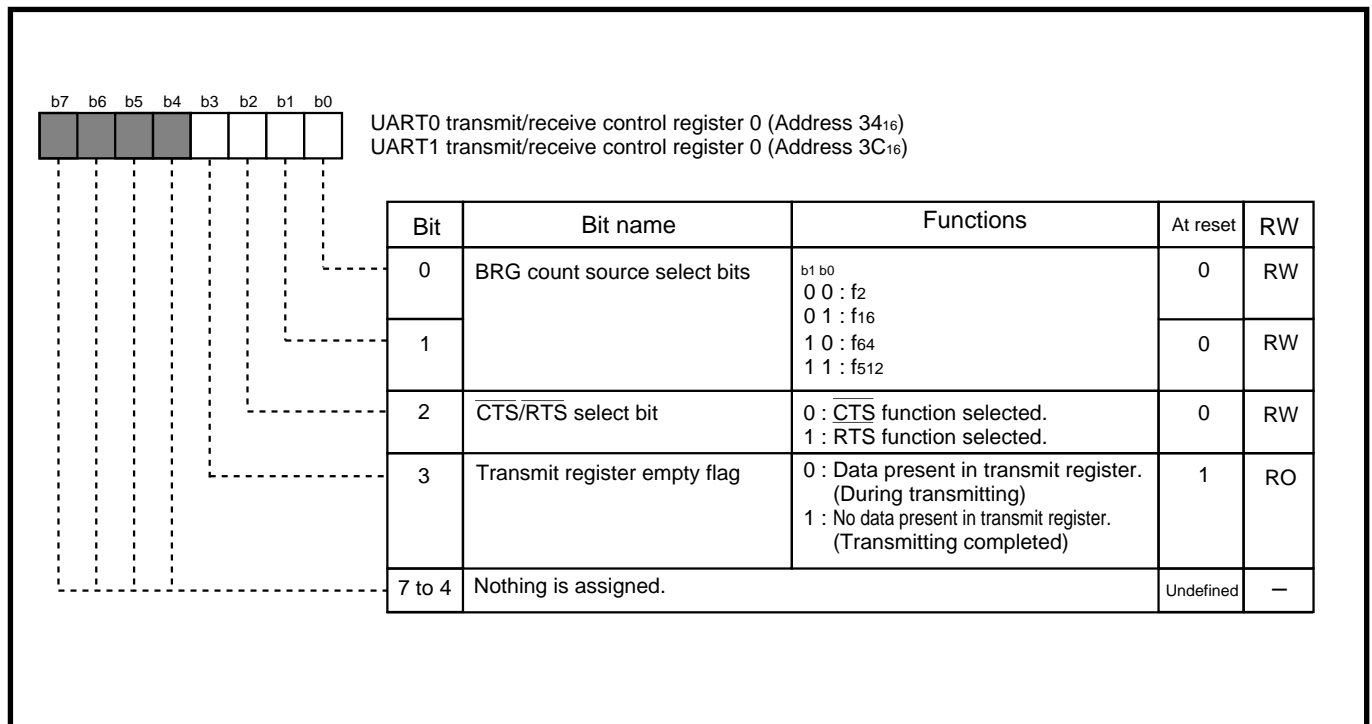 b7 b6 b5 b4 b3 b2 b1 b0
UART0 transmit/receive control register 0 (Address 34₁₆)
UART1 transmit/receive control register 0 (Address 3C₁₆)
Bit Bit name Functions At reset RW
0 BRG count source select bits b1 b0 0 RW
0 0 : f₂
0 1 : f₁₆
1 1 0 : f₆₄ 0 RW
1 1 : f₅₁₂
2 C̅T̅S̅/R̅T̅S̅ select bit 0 : C̅T̅S̅ function selected. 0 RW
1 : R̅T̅S̅ function selected.
3 Transmit register empty flag 0 : Data present in transmit register. 1 RO
(During transmitting)
1 : No data present in transmit register.
(Transmitting completed)
7 to 4 Nothing is assigned. Undefined –